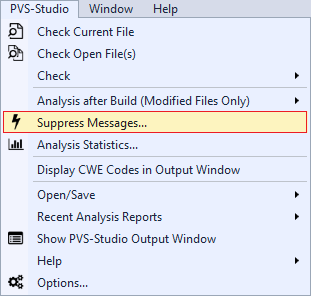 PVS-Studio Window Help
Check Current File
Check Open File(s)
Check
Analysis after Build (Modified Files Only)
Suppress Messages...
Analysis Statistics...
Display CWE Codes in Output Window
Open/Save
Recent Analysis Reports
Show PVS-Studio Output Window
Help
Options...